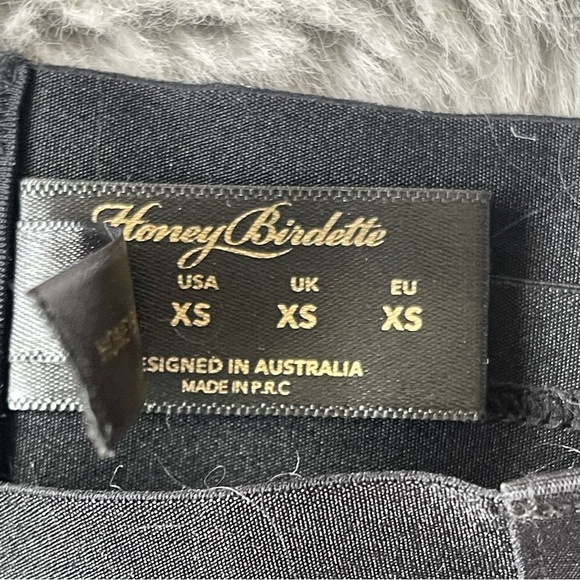 Honey Birdette
USA UK EU
XS XS XS
ESIGNED IN AUSTRALIA
MADE IN P.R.C